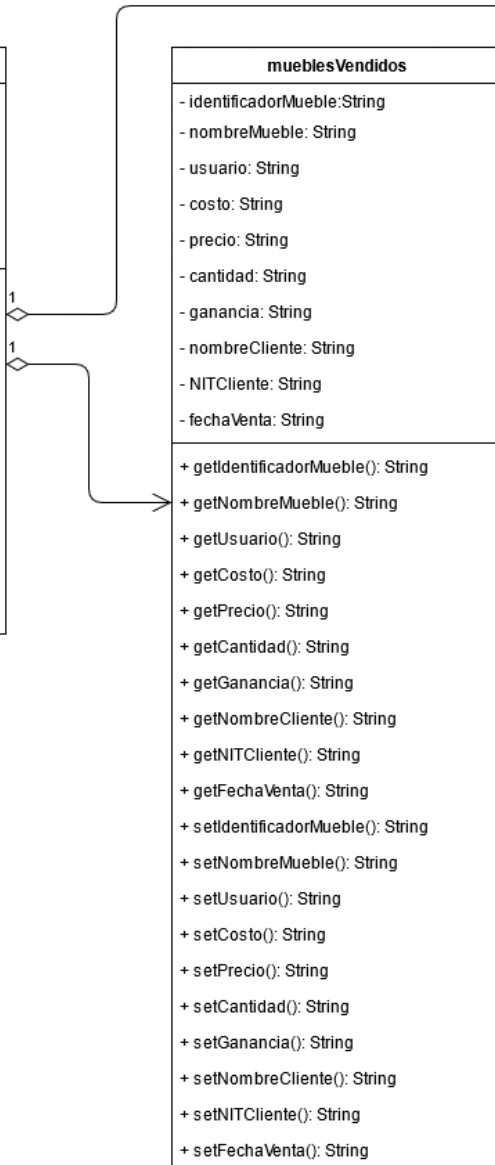 mueblesVendidos
- identificadorMueble:String
- nombreMueble: String
- usuario: String
- costo: String
- precio: String
- cantidad: String
1
- ganancia: String
1
- nombreCliente: String
- NITCliente: String
- fechaVenta: String
+ getIdentificadorMueble(): String
+ getNombreMueble(): String
+ getUsuario(): String
+ getCosto(): String
+ getPrecio(): String
+ getCantidad(): String
+ getGanancia(): String
+ getNombreCliente(): String
+ getNITCliente(): String
+ getFechaVenta(): String
+ setIdentificadorMueble(): String
+ setNombreMueble(): String
+ setUsuario(): String
+ setCosto(): String
+ setPrecio(): String
+ setCantidad(): String
+ setGanancia(): String
+ setNombreCliente(): String
+ setNITCliente(): String
+ setFechaVenta(): String